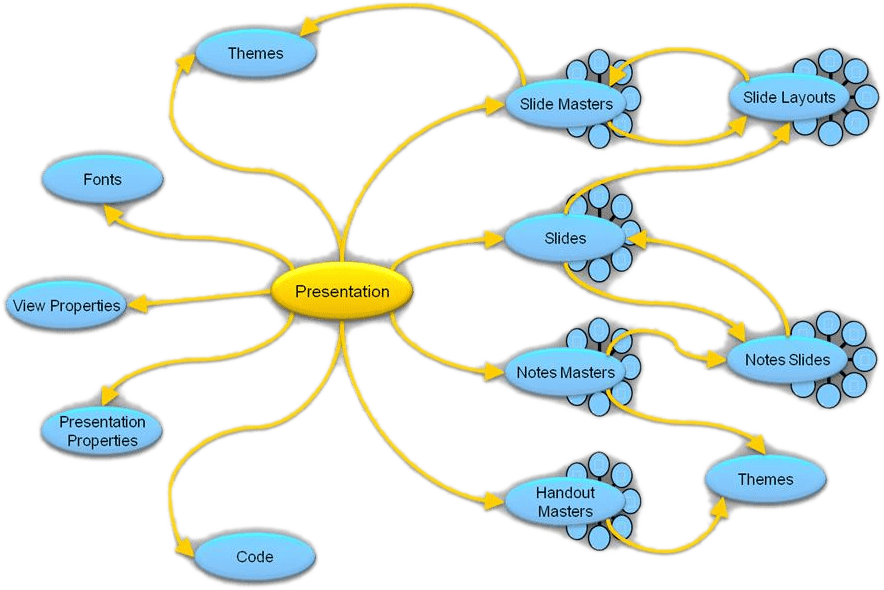 Themes
Slide Masters
Slide Layouts
Fonts
Slides
Presentation
View Properties
Notes Masters
Notes Slides
Presentation
Properties
Handout
Masters
Themes
Code